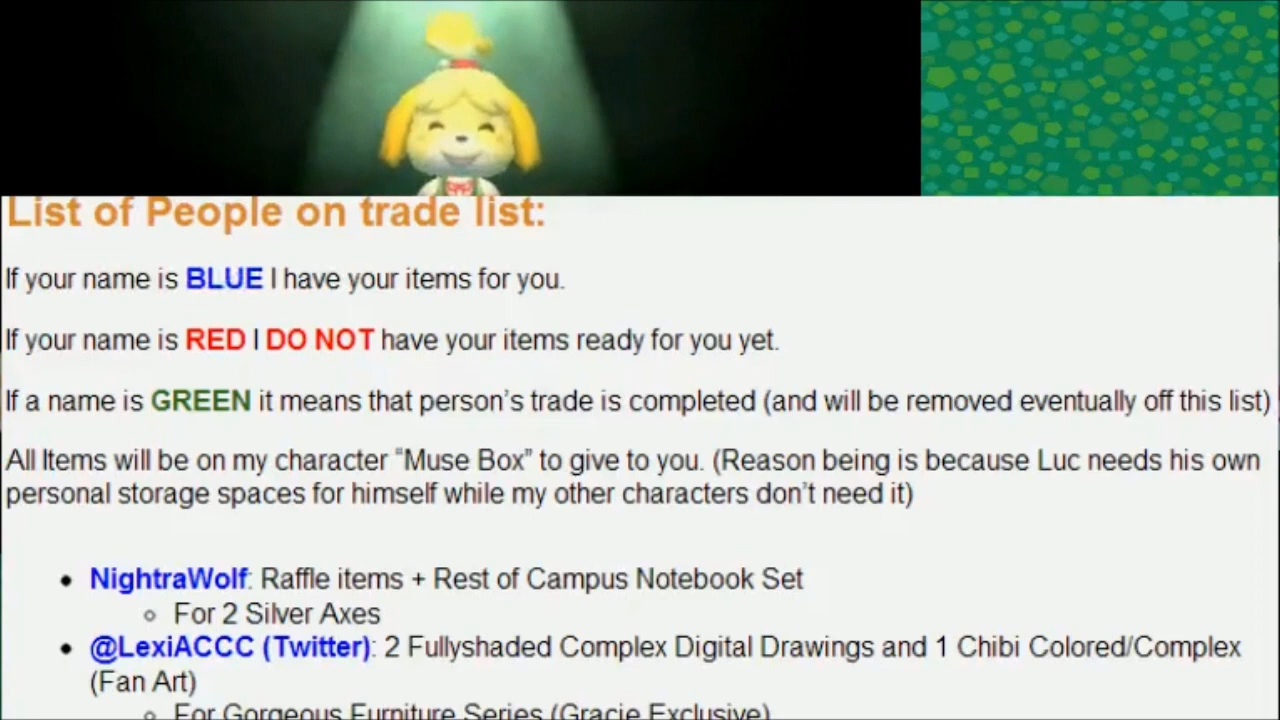 List of People on trade list:
If your name is BLUE I have your items for you.
If your name is RED I DO NOT have your items ready for you yet.
If a name is GREEN it means that person's trade is completed (and will be removed eventually off this list)
All Items will be on my character “Muse Box” to give to you. (Reason being is because Luc needs his own
personal storage spaces for himself while my other characters don't need it)
NightraWolf: Raffle items + Rest of Campus Notebook Set
For 2 Silver Axes
@LexiACCC (Twitter): 2 Fullyshaded Complex Digital Drawings and 1 Chibi Colored/Complex
(Fan Art)
For Gorgeous Furniture Series (Gracie Exclusive)